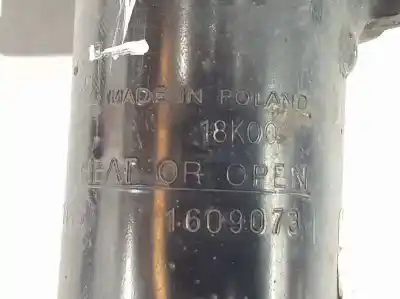 MADE IN POLAND
18K00
HEAT OR OPEN
1609073